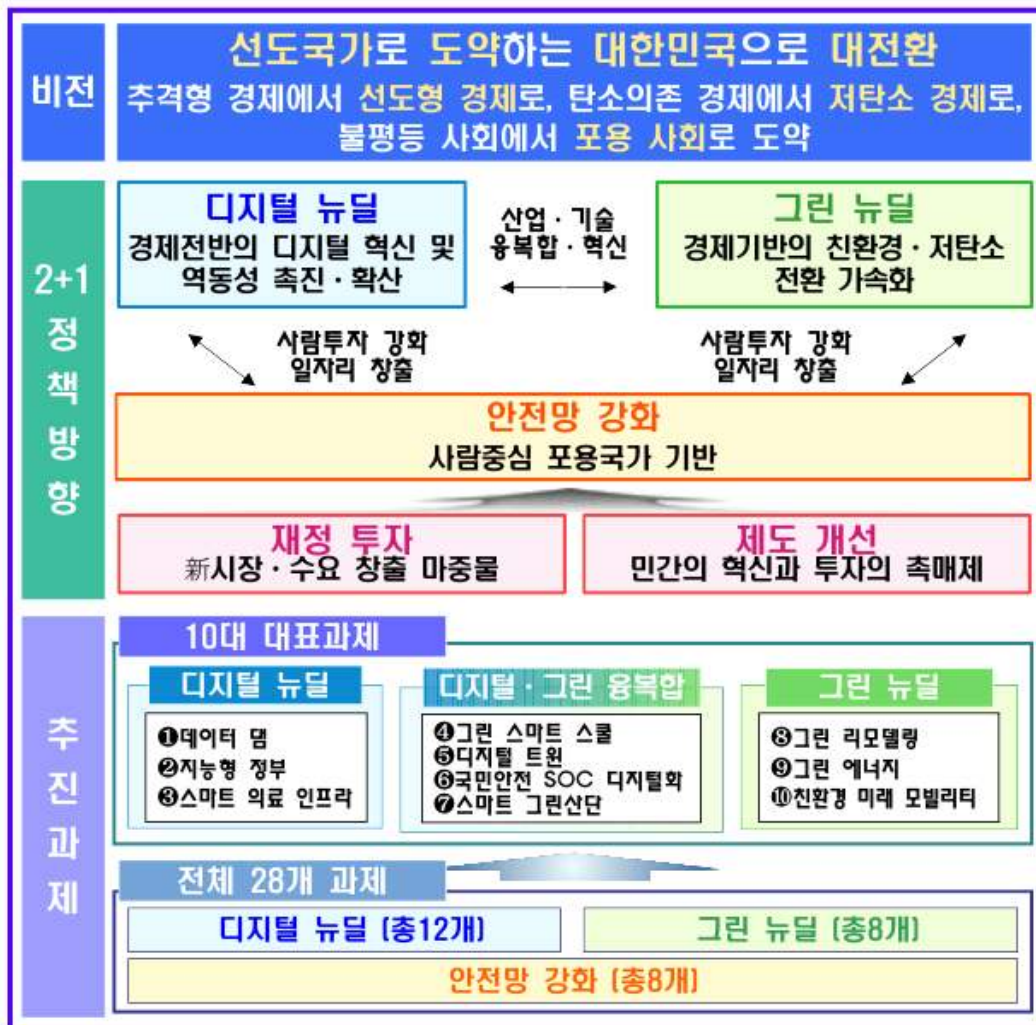 비전
선도국가로 도약하는 대한민국으로 대전환
추격형 경제에서 선도형 경제로, 탄소의존 경제에서 저탄소 경제로,
불평등 사회에서 포용 사회로 도약
2+1
정
책
방
향
디지털 뉴딜
경제전반의 디지털 혁신 및
역동성 촉진·확산
산업·기술
융복합·혁신
그린 뉴딜
경제기반의 친환경·저탄소
전환 가속화
사람투자 강화
일자리 창출
사람투자 강화
일자리 창출
안전망 강화
사람중심 포용국가 기반
재정 투자
新시장·수요 창출 마중물
제도 개선
민간의 혁신과 투자의 촉매제
추
진
과
제
10대 대표과제
디지털 뉴딜
❶데이터 댐
❷지능형 정부
❸스마트 의료 인프라
디지털·그린 융복합
❹그린 스마트 스쿨
❺디지털 트윈
❻국민안전 SOC 디지털화
❼스마트 그린산단
그린 뉴딜
❽그린 리모델링
❾그린 에너지
❿친환경 미래 모빌리티
전체 28개 과제
디지털 뉴딜 (총12개)
그린 뉴딜 (총8개)
안전망 강화 (총8개)